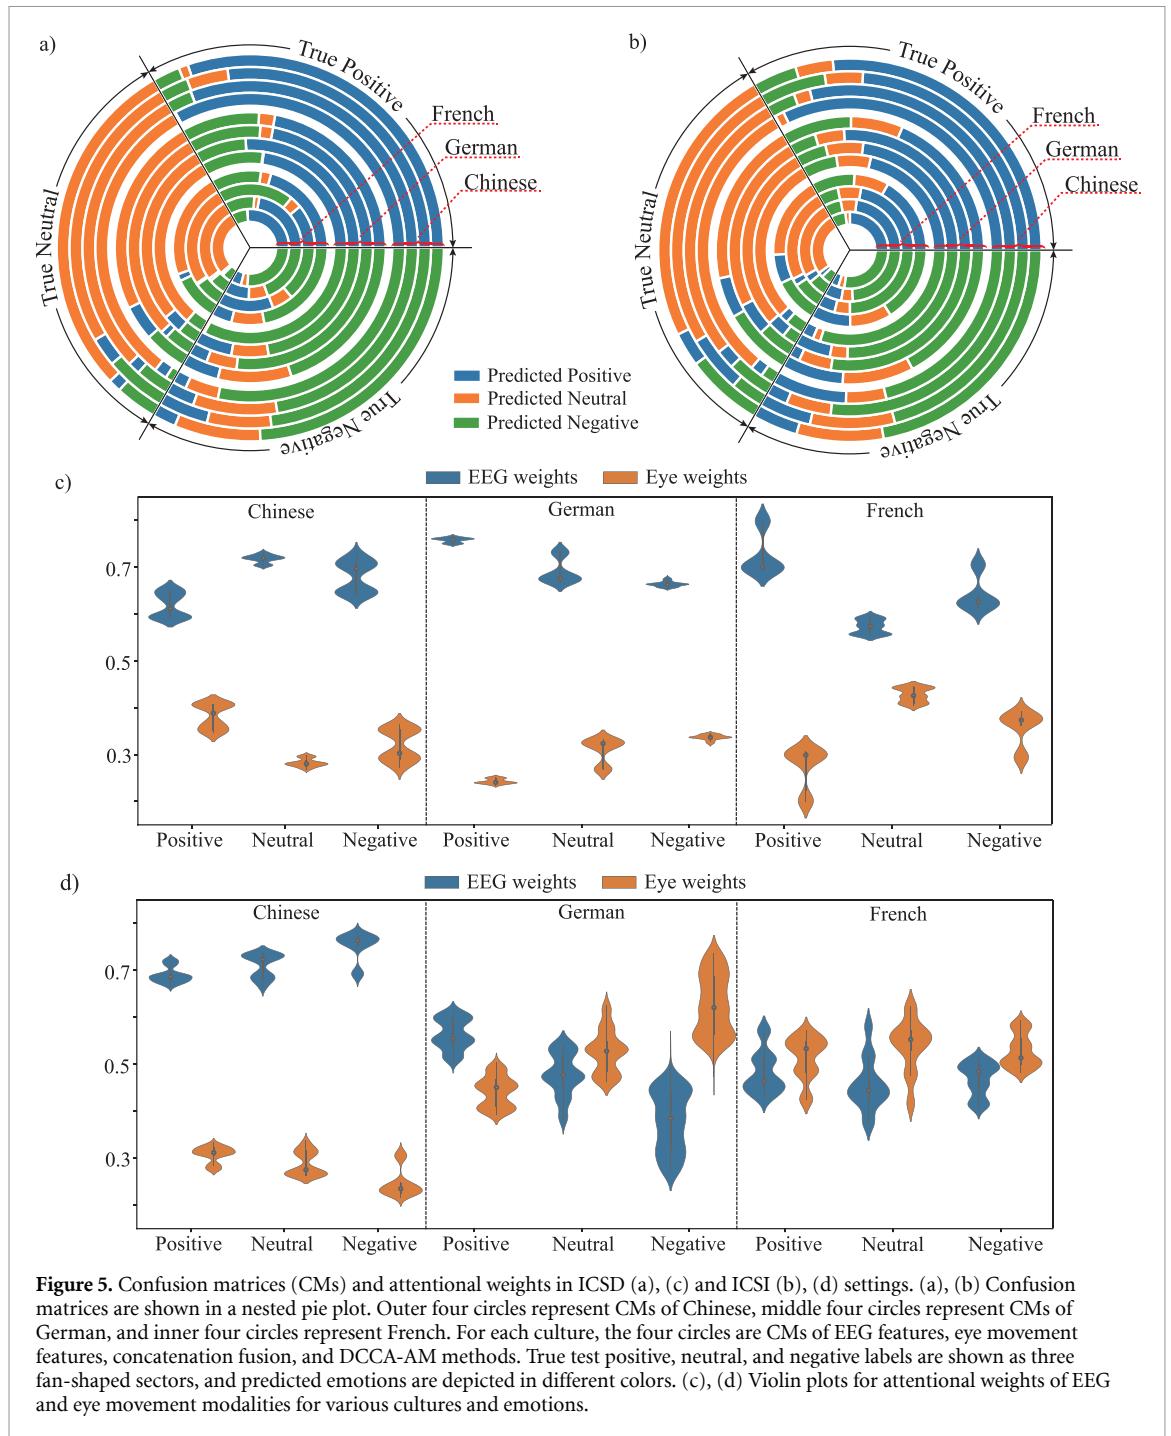 a)
b)
True Positive
True Neutral
True Negative
French
German
Chinese
True Positive
True Neutral
True Negative
French
German
Chinese
Predicted Positive
Predicted Neutral
Predicted Negative
c)
EEG weights Eye weights
Chinese German French
0.7
0.5
0.3
Positive Neutral Negative Positive Neutral Negative Positive Neutral Negative
d)
EEG weights Eye weights
Chinese German French
0.7
0.5
0.3
Positive Neutral Negative Positive Neutral Negative Positive Neutral Negative
Figure 5. Confusion matrices (CMs) and attentional weights in ICSD (a), (c) and ICSI (b), (d) settings. (a), (b) Confusion
matrices are shown in a nested pie plot. Outer four circles represent CMs of Chinese, middle four circles represent CMs of
German, and inner four circles represent French. For each culture, the four circles are CMs of EEG features, eye movement
features, concatenation fusion, and DCCA-AM methods. True test positive, neutral, and negative labels are shown as three
fan-shaped sectors, and predicted emotions are depicted in different colors. (c), (d) Violin plots for attentional weights of EEG
and eye movement modalities for various cultures and emotions.